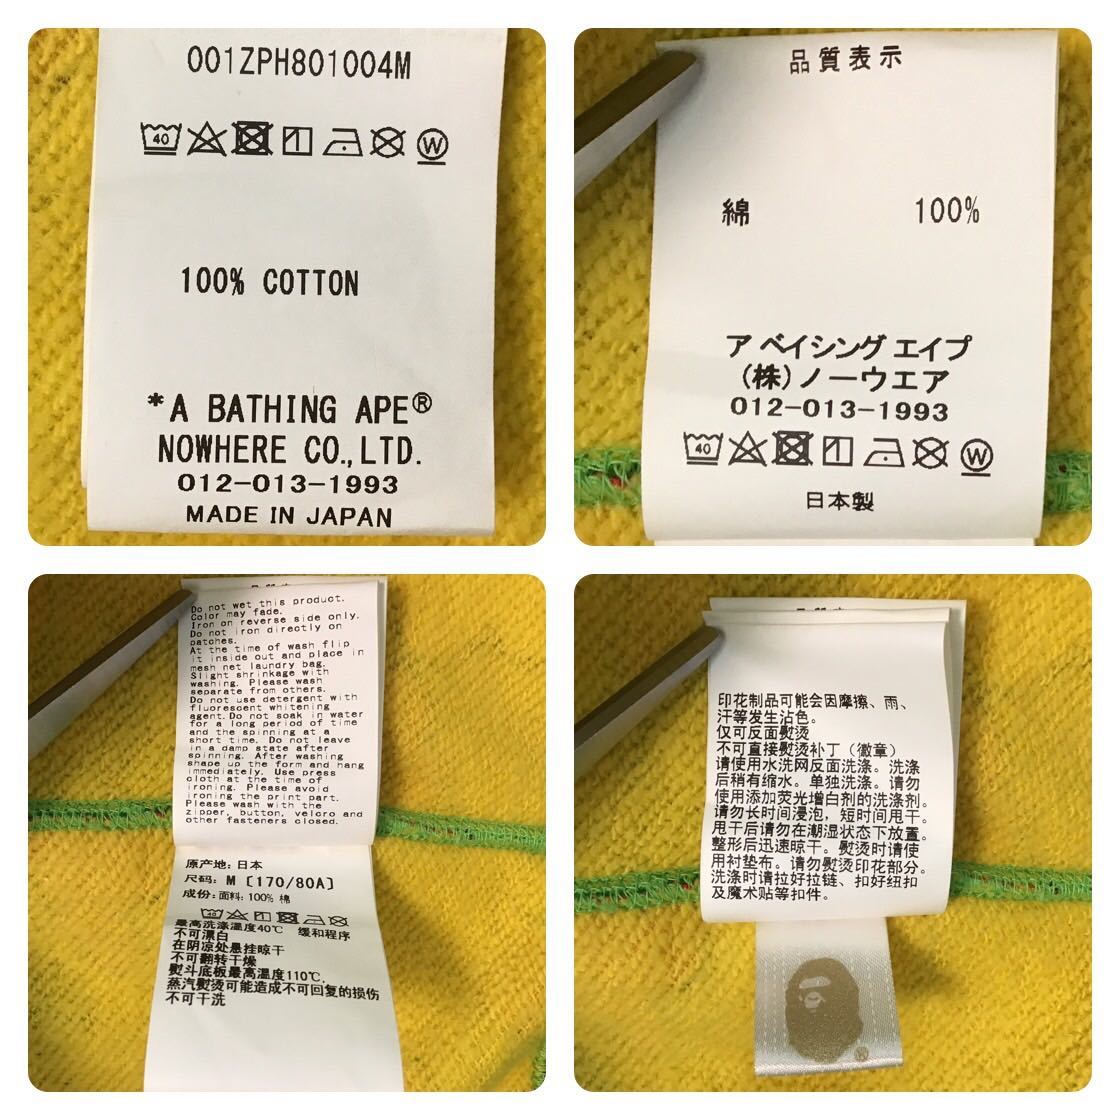 001ZPH801004M
40 W
100% COTTON
*A BATHING APE®
NOWHERE CO.,LTD.
012-013-1993
MADE IN JAPAN
品質表示
綿 100%
ア ベイシング エイプ
(株)ノーウエア
012-013-1993
40 W
日本製
Do not wet this product.
Color may fade.
Iron on reverse side only.
Do not iron directly on
patches.
At the time of wash flip
it inside out and place in
mesh net laundry bag.
Slight shrinkage with
washing. Please wash
separate from others.
Do not use detergent with
fluorescent whitening
agent.Do not soak in water
for a long period of time
and the spinning at a
short time. Do not leave
in a damp state after
spinning. After washing
shape up the form and hang
immediately. Use press
cloth at the time of
ironing. Please avoid
ironing the print part.
Please wash with the
zipper, button, velcro and
other fasteners closed.
原产地: 日本
尺码: M [170/80A]
成份: 面料: 100% 棉
40
最高洗涤温度40℃ 缓和程序
不可漂白
在阴凉处悬挂晾干
不可翻转干燥
熨斗底板最高温度110℃,
蒸汽熨烫可能造成不可回复的损伤
不可干洗
印花制品可能会因摩擦、雨、
汗等发生沾色。
仅可反面熨烫
不可直接熨烫补丁（徽章）
请使用水洗网反面洗涤。洗涤
后稍有缩水。单独洗涤。请勿
使用添加荧光增白剂的洗涤剂。
请勿长时间浸泡，短时间甩干。
甩干后请勿在潮湿状态下放置。
整形后迅速晾干。熨烫时请使
用衬垫布。请勿熨烫印花部分。
洗涤时请拉好拉链、扣好纽扣
及魔术贴等扣件。
®